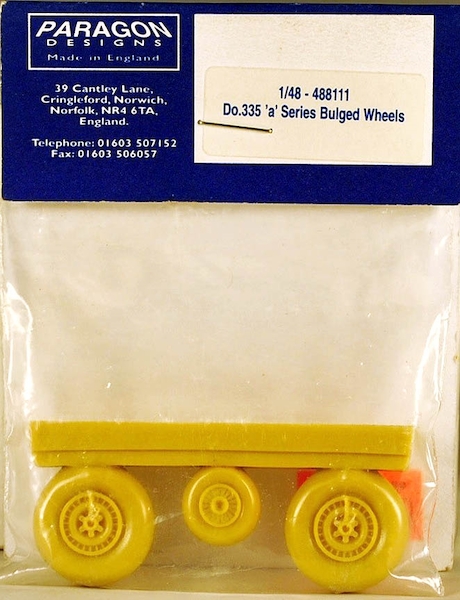 PARAGON
DESIGNS
Made in England
39 Cantley Lane,
Cringleford, Norwich,
Norfolk, NR4 6TA,
England.
Telephone: 01603 507152
Fax: 01603 506057
1/48 - 488111
Do.335 'a' Series Bulged Wheels